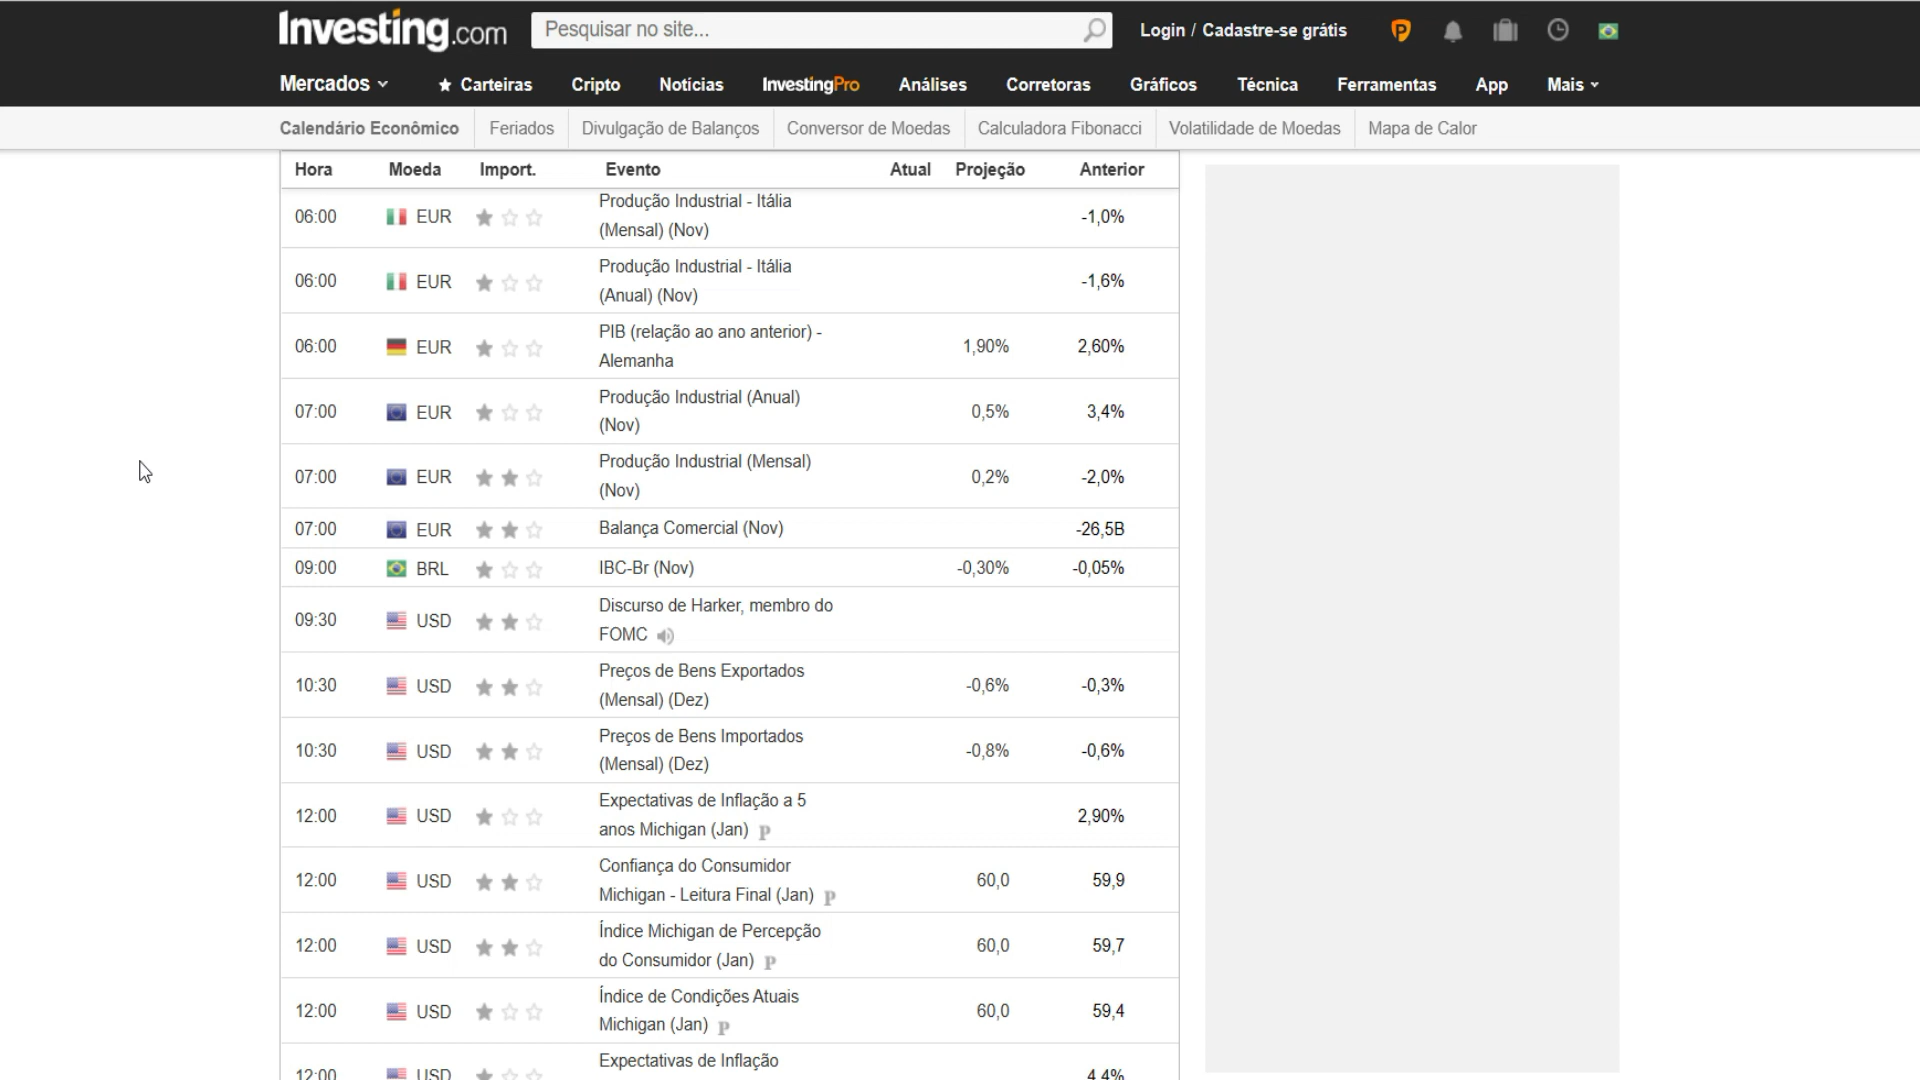 Investing.com
Pesquisar no site...
Login / Cadastre-se grátis
Mercados
Carteiras
Cripto
Notícias
InvestingPro
Análises
Corretoras
Gráficos
Técnica
Ferramentas
App
Mais
Calendário Econômico
Feriados
Divulgação de Balanços
Conversor de Moedas
Calculadora Fibonacci
Volatilidade de Moedas
Mapa de Calor
Hora Moeda Import. Evento Atual Projeção Anterior
06:00 EUR Produção Industrial - Itália
(Mensal) (Nov) -1,0%
06:00 EUR Produção Industrial - Itália
(Anual) (Nov) -1,6%
06:00 EUR PIB (relação ao ano anterior) -
Alemanha 1,90% 2,60%
07:00 EUR Produção Industrial (Anual)
(Nov) 0,5% 3,4%
07:00 EUR Produção Industrial (Mensal)
(Nov) 0,2% -2,0%
07:00 EUR Balança Comercial (Nov) -26,5B
09:00 BRL IBC-Br (Nov) -0,30% -0,05%
09:30 USD Discurso de Harker, membro do
FOMC
10:30 USD Preços de Bens Exportados
(Mensal) (Dez) -0,6% -0,3%
10:30 USD Preços de Bens Importados
(Mensal) (Dez) -0,8% -0,6%
12:00 USD Expectativas de Inflação a 5
anos Michigan (Jan) P 2,90%
12:00 USD Confiança do Consumidor
Michigan - Leitura Final (Jan) P 60,0 59,9
12:00 USD Índice Michigan de Percepção
do Consumidor (Jan) P 60,0 59,7
12:00 USD Índice de Condições Atuais
Michigan (Jan) P 60,0 59,4
12:00 USD Expectativas de Inflação 4,4%